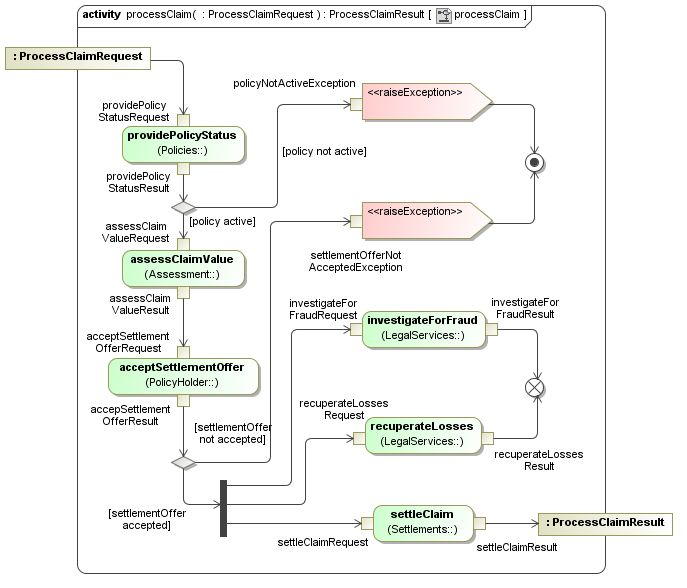 activity processClaim( : ProcessClaimRequest ) : ProcessClaimResult [ processClaim ]
: ProcessClaimRequest
providePolicy
StatusRequest
providePolicyStatus
(Policies::)
providePolicy
StatusResult
policyNotActiveException
<<raiseException>>
[policy not active]
[policy active]
<<raiseException>>
settlementOfferNot
AcceptedException
assessClaim
ValueRequest
assessClaimValue
(Assessment::)
assessClaim
ValueResult
acceptSettlement
OfferRequest
acceptSettlementOffer
(PolicyHolder::)
accepSettlement
OfferResult
[settlementOffer
not accepted]
[settlementOffer
accepted]
investigateFor
FraudRequest
investigateForFraud
(LegalServices::)
investigateFor
FraudResult
recuperateLosses
Request
recuperateLosses
(LegalServices::)
recuperateLosses
Result
settleClaimRequest
settleClaim
(Settlements::)
settleClaimResult
: ProcessClaimResult